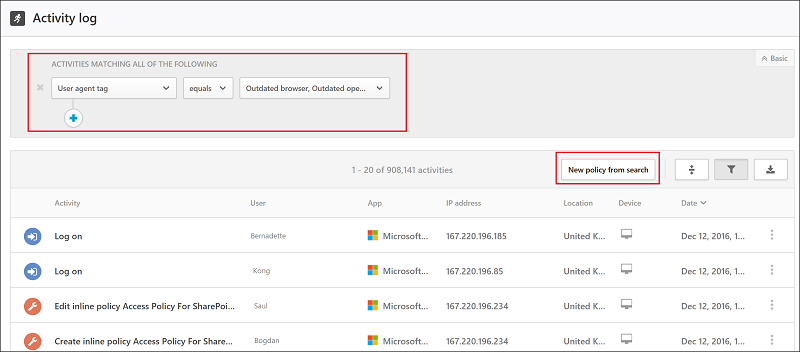 Activity log
ACTIVITIES MATCHING ALL OF THE FOLLOWING
Basic
User agent tag equals Outdated browser, Outdated ope...
1 - 20 of 908,141 activities New policy from search
Activity User App IP address Location Device Date
Log on Bernadette Microsoft... 167.220.196.185 United K... Dec 12, 2016, 1...
Log on Kong Microsoft... 167.220.196.85 United K... Dec 12, 2016, 1...
Edit inline policy Access Policy For SharePoi... Saul Microsoft... 167.220.196.234 United K... Dec 12, 2016, 1...
Create inline policy Access Policy For Share... Bogdan Microsoft... 167.220.196.234 United K... Dec 12, 2016, 1...